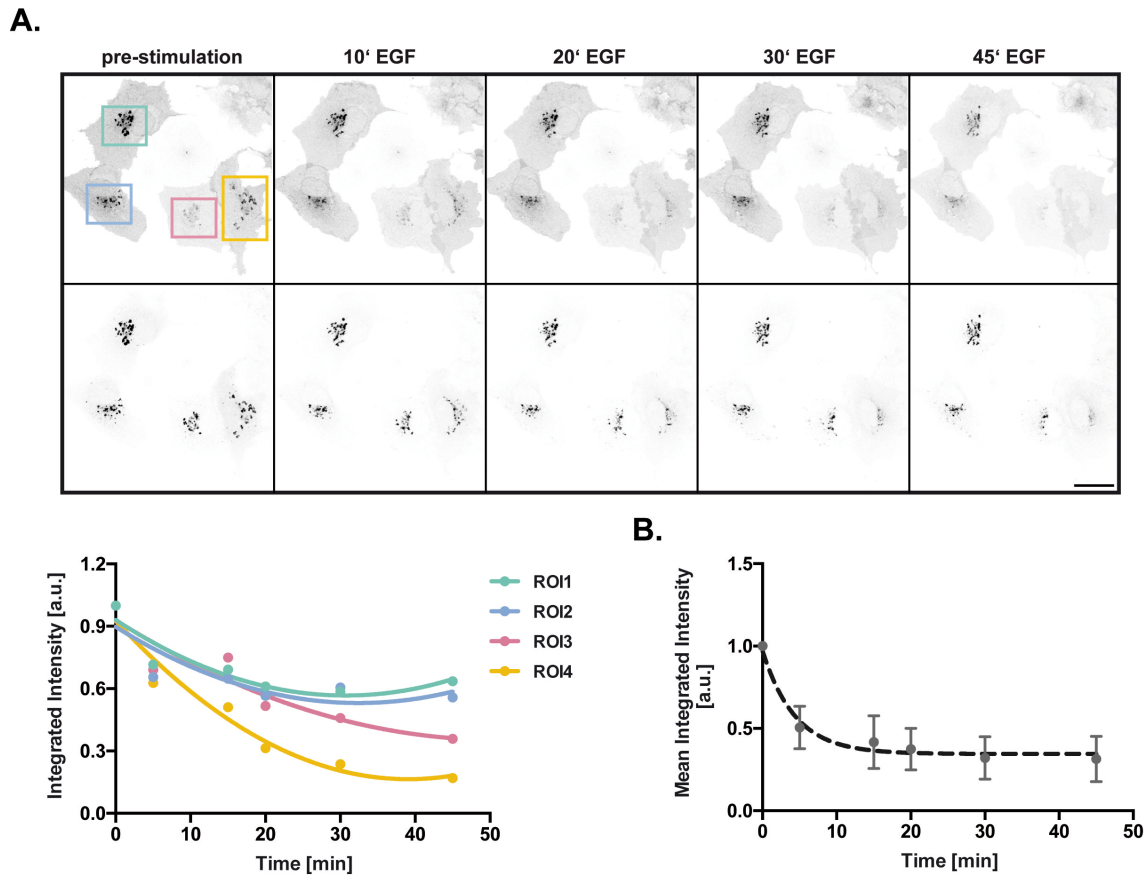 A.
pre-stimulation
10‘ EGF
20‘ EGF
30‘ EGF
45‘ EGF
1.2
0.9
0.6
0.3
0.0
Integrated Intensity [a.u.]
0
10
20
30
40
50
Time [min]
ROI1
ROI2
ROI3
ROI4
B.
1.5
1.0
0.5
0.0
Mean Integrated Intensity
[a.u.]
0
10
20
30
40
50
Time [min]